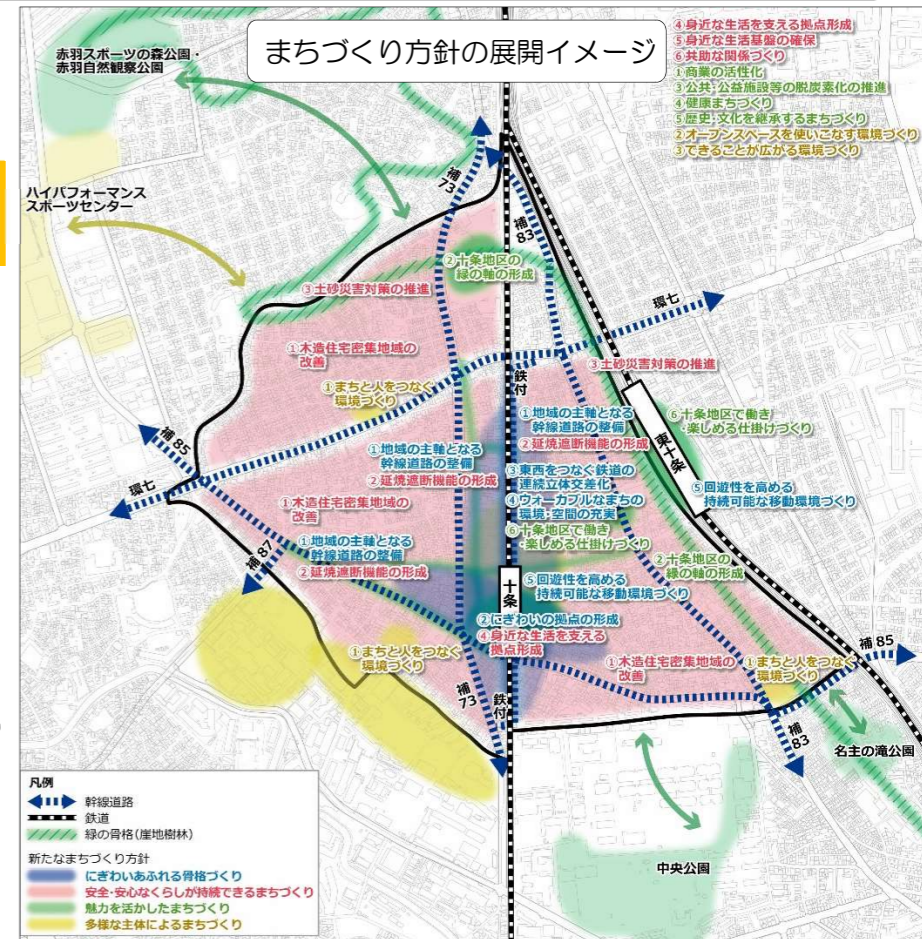 まちづくり方針の展開イメージ
④身近な生活を支える拠点形成
⑤身近な生活基盤の確保
⑥共助な関係づくり
①商業の活性化
③公共・公益施設等の脱炭素化の推進
④健康まちづくり
⑤歴史・文化を継承するまちづくり
②オープンスペースを使いこなす環境づくり
③できることが広がる環境づくり
赤羽スポーツの森公園・
赤羽自然観察公園
ハイパフォーマンス
スポーツセンター
補73
補83
②十条地区の
緑の軸の形成
③土砂災害対策の推進
環七
①木造住宅密集地域の
改善
③土砂災害対策の推進
鉄付
①まちと人をつなぐ
環境づくり
①地域の主軸となる
幹線道路の整備
②延焼遮断機能の形成
⑥十条地区で働き
・楽しめる仕掛けづくり
東十条
補85
①地域の主軸となる
幹線道路の整備
②延焼遮断機能の形成
③東西をつなぐ鉄道の
連続立体交差化
④ウォーカブルなまちの
環境・空間の充実
⑤回遊性を高める
持続可能な移動環境づくり
環七
①木造住宅密集地域の
改善
⑥十条地区で働き
・楽しめる仕掛けづくり
①地域の主軸となる
幹線道路の整備
②延焼遮断機能の形成
補87
②十条地区の
緑の軸の形成
十条
⑤回遊性を高める
持続可能な移動環境づくり
②にぎわいの拠点の形成
④身近な生活を支える
拠点形成
①まちと人をつなぐ
環境づくり
①木造住宅密集地域の
改善
①まちと人をつなぐ
環境づくり
補85
補73
鉄付
補83
名主の滝公園
中央公園
凡例
幹線道路
鉄道
緑の骨格(崖地樹林)
新たなまちづくり方針
にぎわいあふれる骨格づくり
安全・安心なくらしが持続できるまちづくり
魅力を活かしたまちづくり
多様な主体によるまちづくり